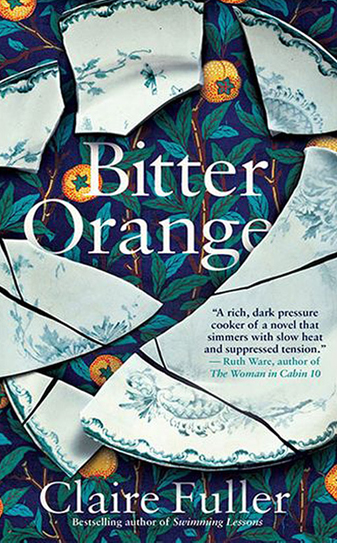 Bitter
Orange
“A rich, dark pressure
cooker of a novel that
simmers with slow heat
and suppressed tension.”
— Ruth Ware, author of
The Woman in Cabin 10
Claire Fuller
Bestselling author of Swimming Lessons